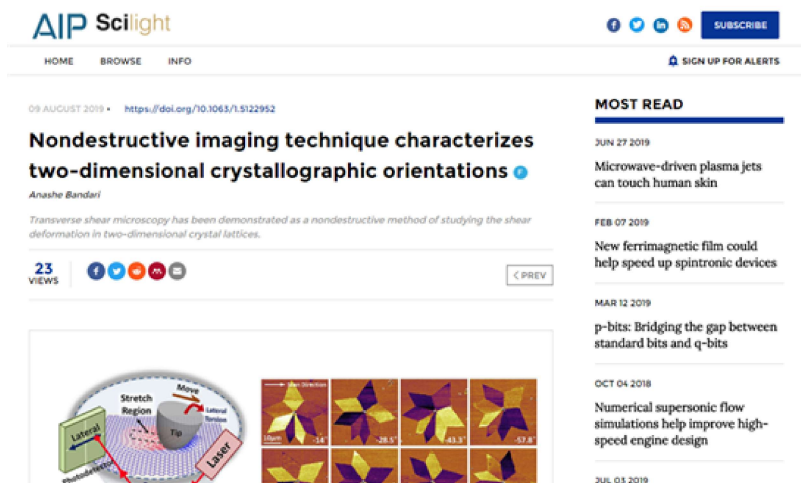 AIP Scilight
SUBSCRIBE
HOME BROWSE INFO
SIGN UP FOR ALERTS
09 AUGUST 2019 • https://doi.org/10.1063/1.5122952
Nondestructive imaging technique characterizes
two-dimensional crystallographic orientations F
Anashe Bandari
Transverse shear microscopy has been demonstrated as a nondestructive method of studying the shear
deformation in two-dimensional crystal lattices.
23
VIEWS
< PREV
Stretch
Region
Move
Lateral
Torsion
Tip
Lateral
Photodetector
Laser
Scan Direction
10μm
-14°
-28.5°
-43.3°
-57.8°
MOST READ
JUN 27 2019
Microwave-driven plasma jets
can touch human skin
FEB 07 2019
New ferrimagnetic film could
help speed up spintronic devices
MAR 12 2019
p-bits: Bridging the gap between
standard bits and q-bits
OCT 04 2018
Numerical supersonic flow
simulations help improve high-
speed engine design
JUL 03 2019